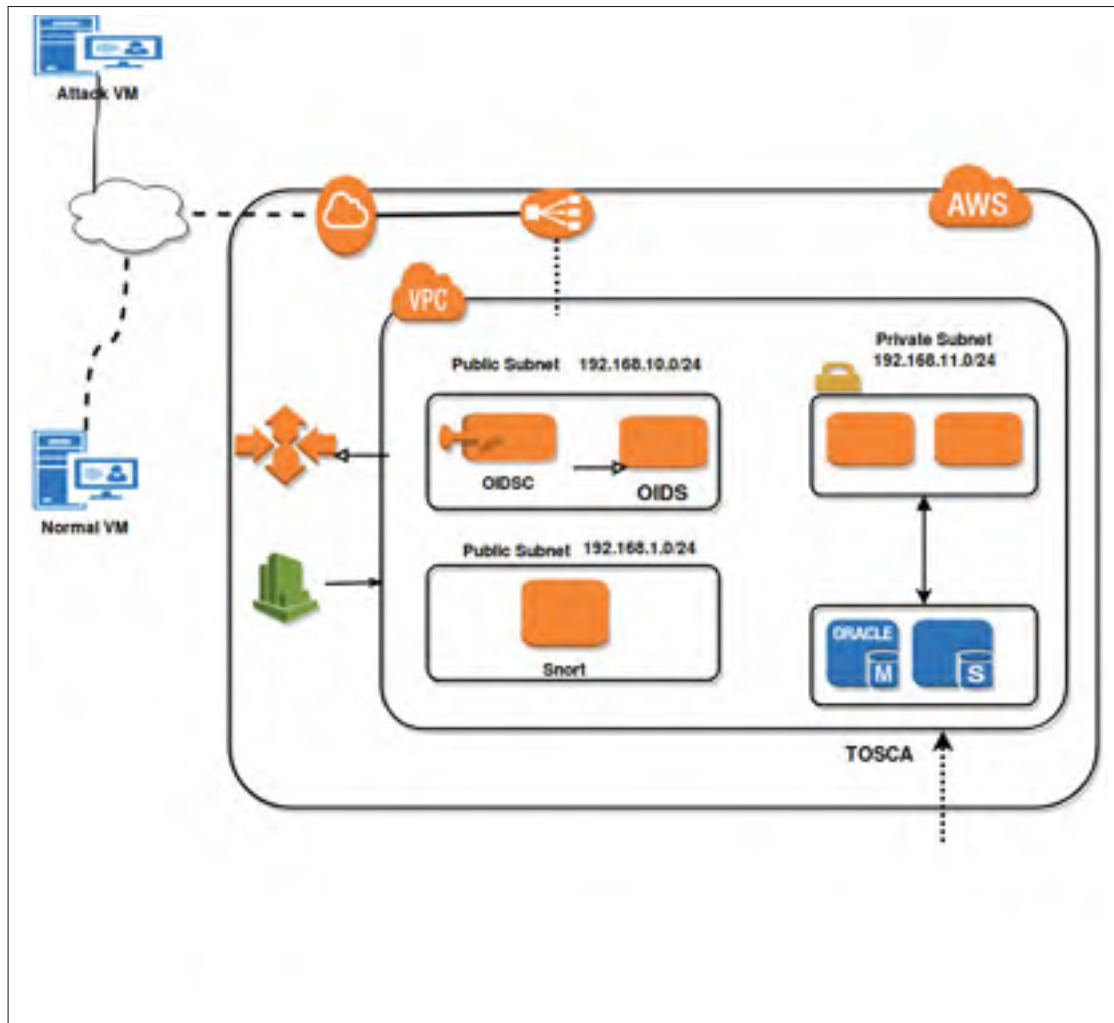 Attack VM
AWS
VPC
Private Subnet
192.168.11.0/24
Public Subnet 192.168.10.0/24
OIDSC
OIDS
Normal VM
Public Subnet 192.168.1.0/24
Snort
ORACLE
M
S
TOSCA